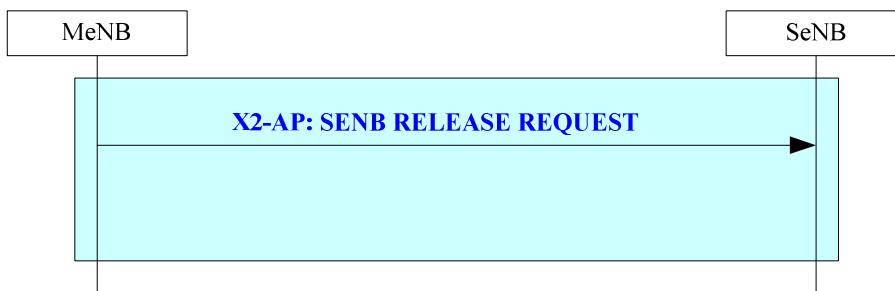 MeNB
SeNB
X2-AP: SENB RELEASE REQUEST